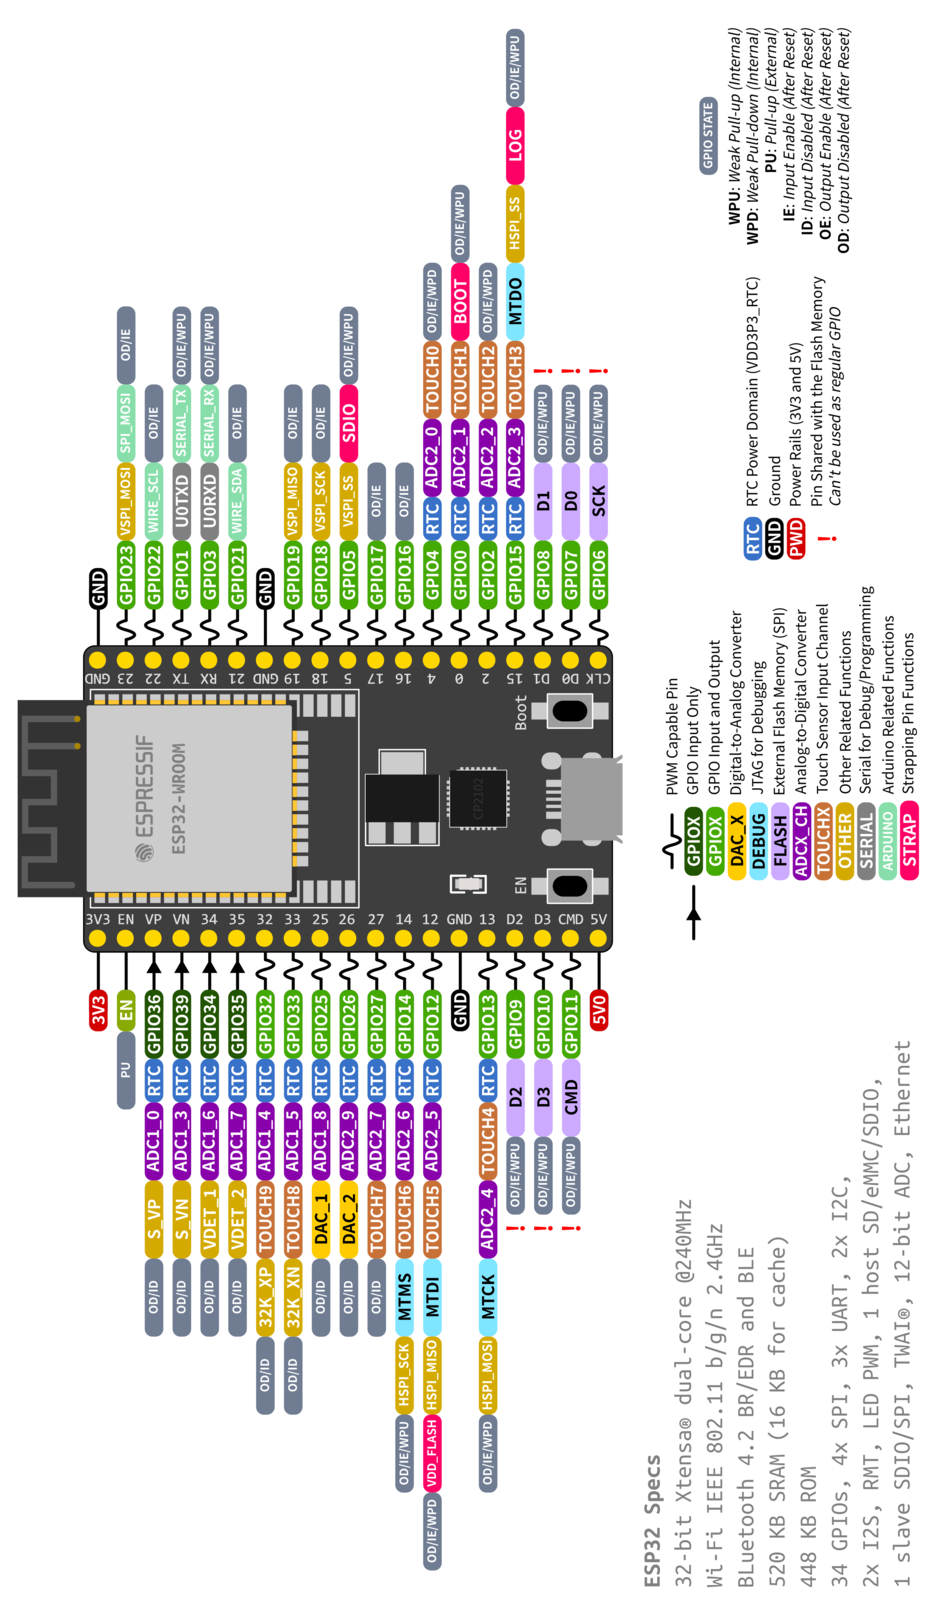 3V3 3V3 GND GND
PU EN EN 23 GPIO23 VSPI_MOSI SPI_MOSI OD/IE
OD/ID S_VP ADC1_0 RTC GPIO36 VP 22 GPIO22 WIRE_SCL OD/IE
OD/ID S_VN ADC1_3 RTC GPIO39 VN TX GPIO1 U0TXD SERIAL_TX OD/IE/WPU
OD/ID VDET_1 ADC1_6 RTC GPIO34 34 RX GPIO3 U0RXD SERIAL_RX OD/IE/WPU
OD/ID VDET_2 ADC1_7 RTC GPIO35 35 21 GPIO21 WIRE_SDA OD/IE
OD/ID 32K_XP TOUCH9 ADC1_4 RTC GPIO32 32 GND GND
OD/ID 32K_XN TOUCH8 ADC1_5 RTC GPIO33 33 19 GPIO19 VSPI_MISO OD/IE
OD/ID DAC_1 ADC1_8 RTC GPIO25 25 18 GPIO18 VSPI_SCK OD/IE
OD/ID DAC_2 ADC2_9 RTC GPIO26 26 5 GPIO5 VSPI_SS SDIO OD/IE/WPU
OD/ID TOUCH7 ADC2_7 RTC GPIO27 27 17 GPIO17 OD/IE
OD/IE/WPU HSPI_SCK MTMS TOUCH6 ADC2_6 RTC GPIO14 14 16 GPIO16 OD/IE
OD/IE/WPD VDD_FLASH HSPI_MISO MTDI TOUCH5 ADC2_5 RTC GPIO12 12 4 GPIO4 RTC ADC2_0 TOUCH0 OD/IE/WPD
GND GND 0 GPIO0 RTC ADC2_1 TOUCH1 BOOT OD/IE/WPU
OD/IE/WPD HSPI_MOSI MTCK ADC2_4 TOUCH4 RTC GPIO13 13 2 GPIO2 RTC ADC2_2 TOUCH2 OD/IE/WPD
! OD/IE/WPU D2 GPIO9 D2 15 GPIO15 RTC ADC2_3 TOUCH3 MTDO HSPI_SS LOG OD/IE/WPU
! OD/IE/WPU D3 GPIO10 D3 D1 GPIO8 D1 OD/IE/WPU !
! OD/IE/WPU CMD GPIO11 CMD D0 GPIO7 D0 OD/IE/WPU !
5V0 5V CLK GPIO6 SCK OD/IE/WPU !
ESPRESSIF
ESP32-WROOM
CP2102
EN
Boot
ESP32 Specs
32-bit Xtensa® dual-core @240MHz
Wi-Fi IEEE 802.11 b/g/n 2.4GHz
BLuetooth 4.2 BR/EDR and BLE
520 KB SRAM (16 KB for cache)
448 KB ROM
34 GPIOs, 4x SPI, 3x UART, 2x I2C,
2x I2S, RMT, LED PWM, 1 host SD/eMMC/SDIO,
1 slave SDIO/SPI, TWAI®, 12-bit ADC, Ethernet
PWM Capable Pin
GPIOX GPIO Input Only
GPIOX GPIO Input and Output
DAC_X Digital-to-Analog Converter
DEBUG JTAG for Debugging
FLASH External Flash Memory (SPI)
ADCX_CH Analog-to-Digital Converter
TOUCHX Touch Sensor Input Channel
OTHER Other Related Functions
SERIAL Serial for Debug/Programming
ARDUINO Arduino Related Functions
STRAP Strapping Pin Functions
RTC RTC Power Domain (VDD3P3_RTC)
GND Ground
PWD Power Rails (3V3 and 5V)
! Pin Shared with the Flash Memory
Can't be used as regular GPIO
GPIO STATE
WPU: Weak Pull-up (Internal)
WPD: Weak Pull-down (Internal)
PU: Pull-up (External)
IE: Input Enable (After Reset)
ID: Input Disabled (After Reset)
OE: Output Enable (After Reset)
OD: Output Disabled (After Reset)